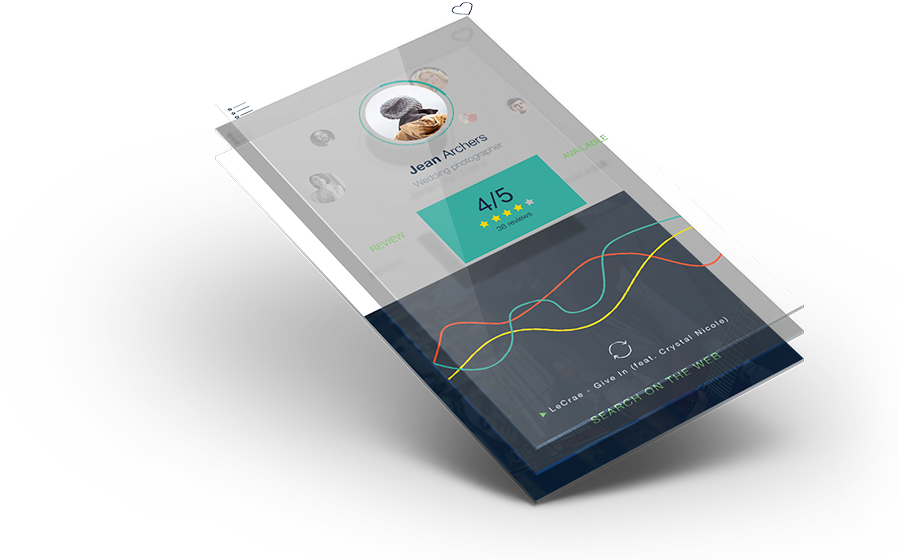 Jean Archers
Wedding photographer
AVAILABLE
4/5
38 reviews
REVIEW
LeCrae - Give In (feat. Crystal Nicole)
SEARCH ON THE WEB